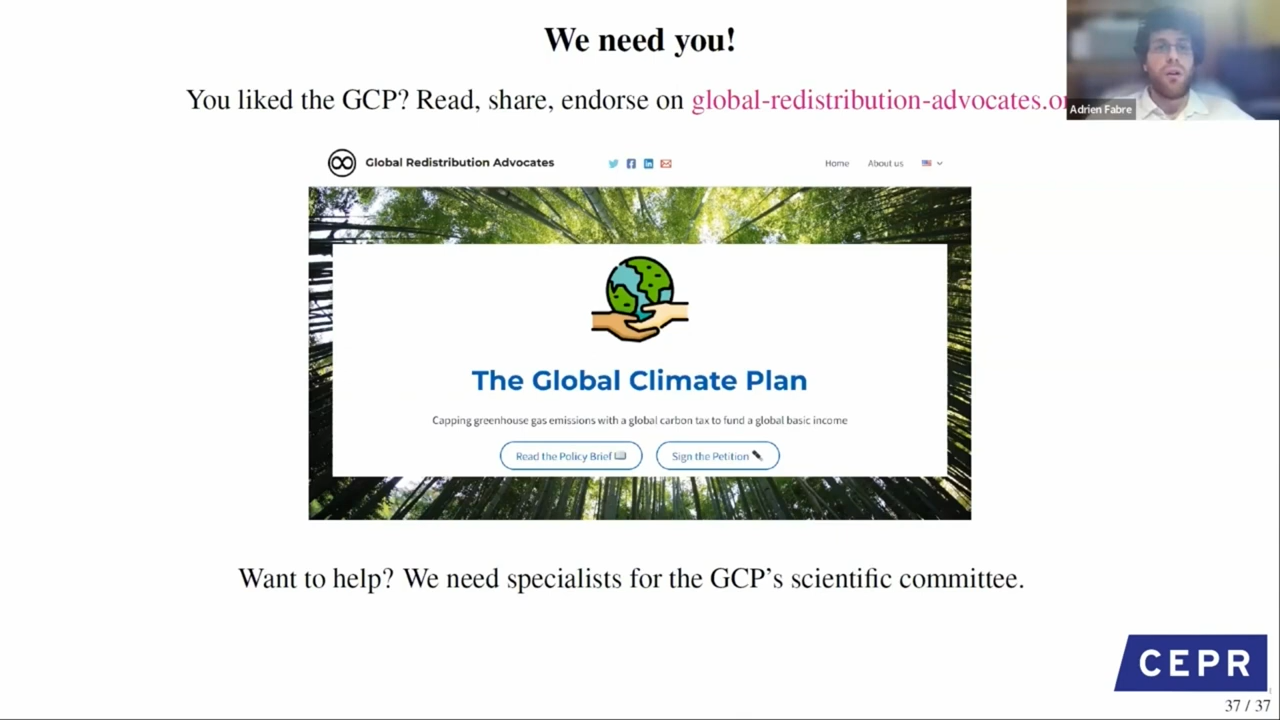 We need you!
You liked the GCP? Read, share, endorse on global-redistribution-advocates.or
Adrien Fabre
Global Redistribution Advocates
Home About us
The Global Climate Plan
Capping greenhouse gas emissions with a global carbon tax to fund a global basic income
Read the Policy Brief Sign the Petition
Want to help? We need specialists for the GCP's scientific committee.
CEPR
37 / 37